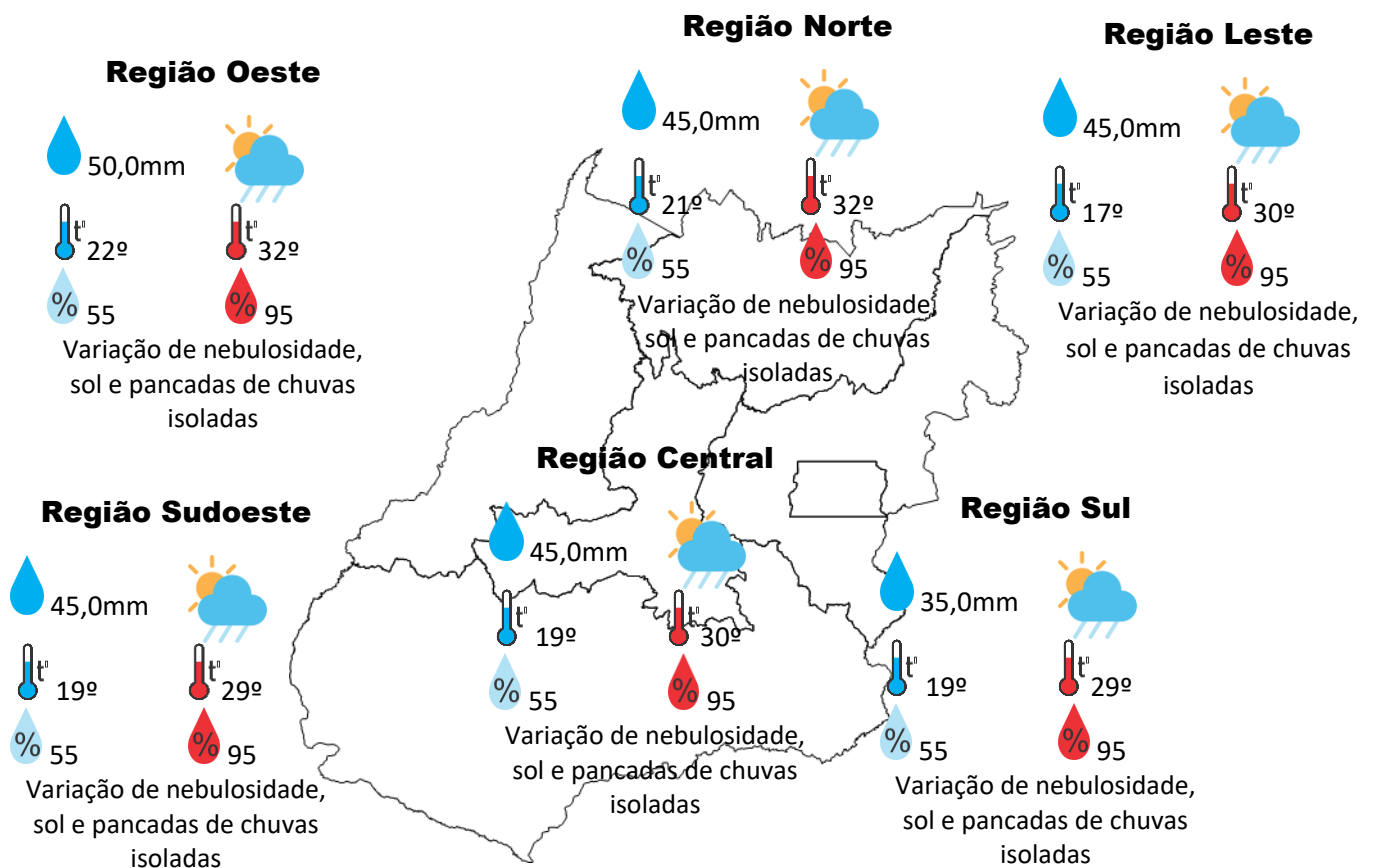 Região Oeste
50,0mm
t°
22º
32º
% 55
% 95
Variação de nebulosidade,
sol e pancadas de chuvas
isoladas
Região Norte
45,0mm
t°
21º
t°
32º
% 55
% 95
Variação de nebulosidade,
sol e pancadas de chuvas
isoladas
Região Leste
45,0mm
t°
17º
t°
30º
% 55
% 95
Variação de nebulosidade,
sol e pancadas de chuvas
isoladas
Região Sudoeste
45,0mm
t°
19º
t°
29º
% 55
% 95
Variação de nebulosidade,
sol e pancadas de chuvas
isoladas
Região Central
45,0mm
t°
19º
t°
30º
% 55
% 95
Variação de nebulosidade,
sol e pancadas de chuvas
isoladas
Região Sul
35,0mm
t°
19º
t°
29º
% 55
% 95
Variação de nebulosidade,
sol e pancadas de chuvas
isoladas